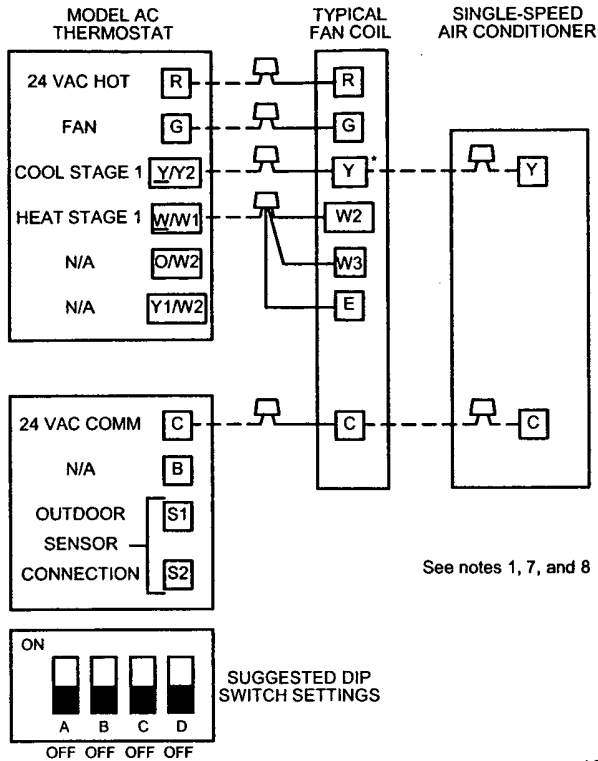 MODEL AC
THERMOSTAT
TYPICAL
FAN COIL
SINGLE-SPEED
AIR CONDITIONER
24 VAC HOT R R
FAN G G
COOL STAGE 1 Y/Y2 Y* Y
HEAT STAGE 1 W/W1 W2
N/A O/W2 W3
N/A Y1/W2 E
24 VAC COMM C C C
N/A B
OUTDOOR S1
SENSOR
CONNECTION S2
See notes 1, 7, and 8
ON
A B C D
OFF OFF OFF OFF
SUGGESTED DIP
SWITCH SETTINGS